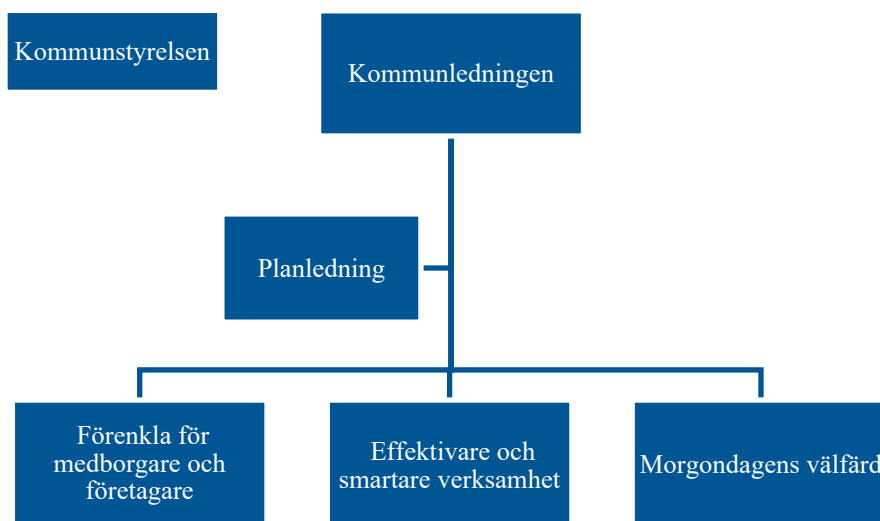 Kommunstyrelsen
Kommunledningen
Planledning
Förenkla för
medborgare och
företagare
Effektivare och
smartare verksamhet
Morgondagens välfärd